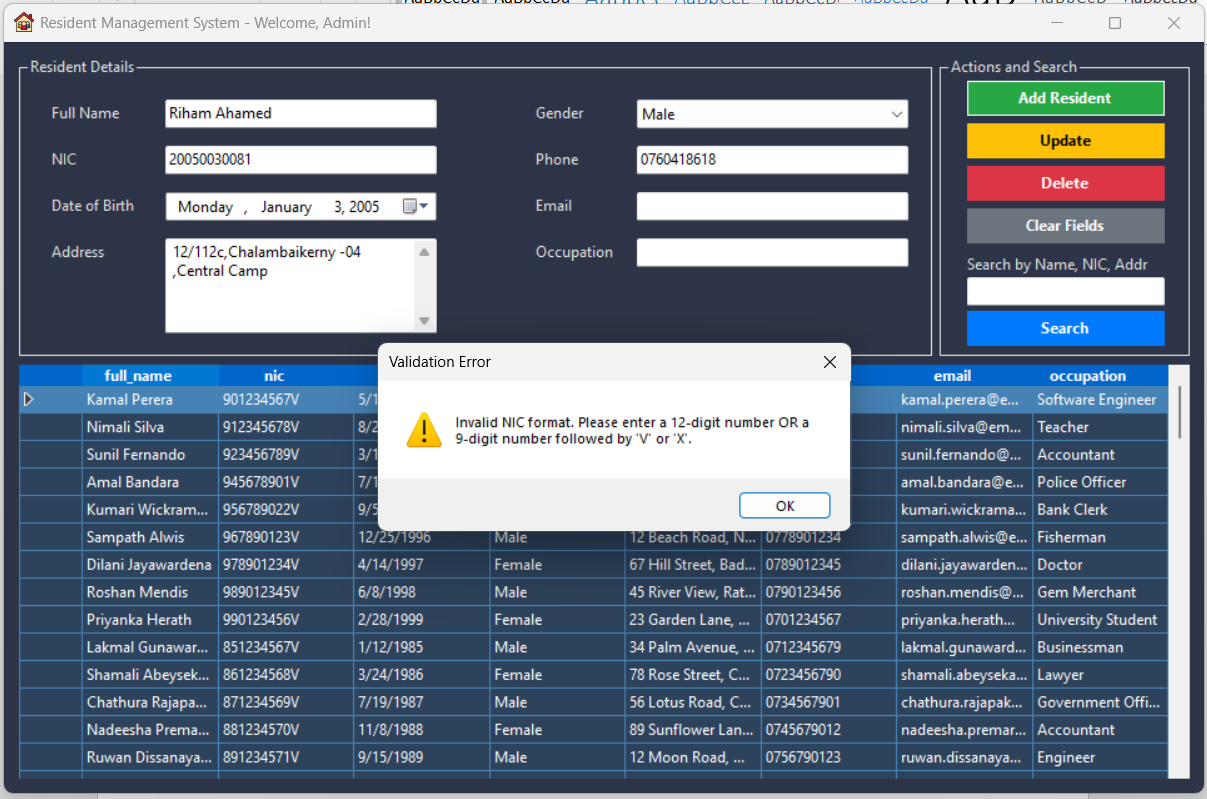 Resident Management System - Welcome, Admin!
Resident Details
Full Name Riham Ahamed Gender Male
NIC 20050030081 Phone 0760418618
Date of Birth Monday , January 3, 2005 Email
Address 12/112c,Chalambaikerny -04 Occupation
,Central Camp
Actions and Search
Add Resident
Update
Delete
Clear Fields
Search by Name, NIC, Addr
Search
Validation Error
Invalid NIC format. Please enter a 12-digit number OR a
9-digit number followed by 'V' or 'X'.
OK
full_name nic email occupation
Kamal Perera 901234567V 5/1 kamal.perera@e... Software Engineer
Nimali Silva 912345678V 8/2 nimali.silva@em... Teacher
Sunil Fernando 923456789V 3/1 sunil.fernando@... Accountant
Amal Bandara 945678901V 7/1 amal.bandara@e... Police Officer
Kumari Wickram... 956789022V 9/5 kumari.wickrama... Bank Clerk
Sampath Alwis 967890123V 12/25/1996 Male 12 Beach Road, N... 0778901234 sampath.alwis@e... Fisherman
Dilani Jayawardena 978901234V 4/14/1997 Female 67 Hill Street, Bad... 0789012345 dilani.jayawarden... Doctor
Roshan Mendis 989012345V 6/8/1998 Male 45 River View, Rat... 0790123456 roshan.mendis@... Gem Merchant
Priyanka Herath 990123456V 2/28/1999 Female 23 Garden Lane, ... 0701234567 priyanka.herath... University Student
Lakmal Gunawar... 851234567V 1/12/1985 Male 34 Palm Avenue, ... 0712345679 lakmal.gunaward... Businessman
Shamali Abeysek... 861234568V 3/24/1986 Female 78 Rose Street, C... 0723456790 shamali.abeyseka... Lawyer
Chathura Rajapa... 871234569V 7/19/1987 Male 56 Lotus Road, C... 0734567901 chathura.rajapak... Government Offi...
Nadeesha Prema... 881234570V 11/8/1988 Female 89 Sunflower Lan... 0745679012 nadeesha.premar... Accountant
Ruwan Dissanaya... 891234571V 9/15/1989 Male 12 Moon Road, ... 0756790123 ruwan.dissanaya... Engineer